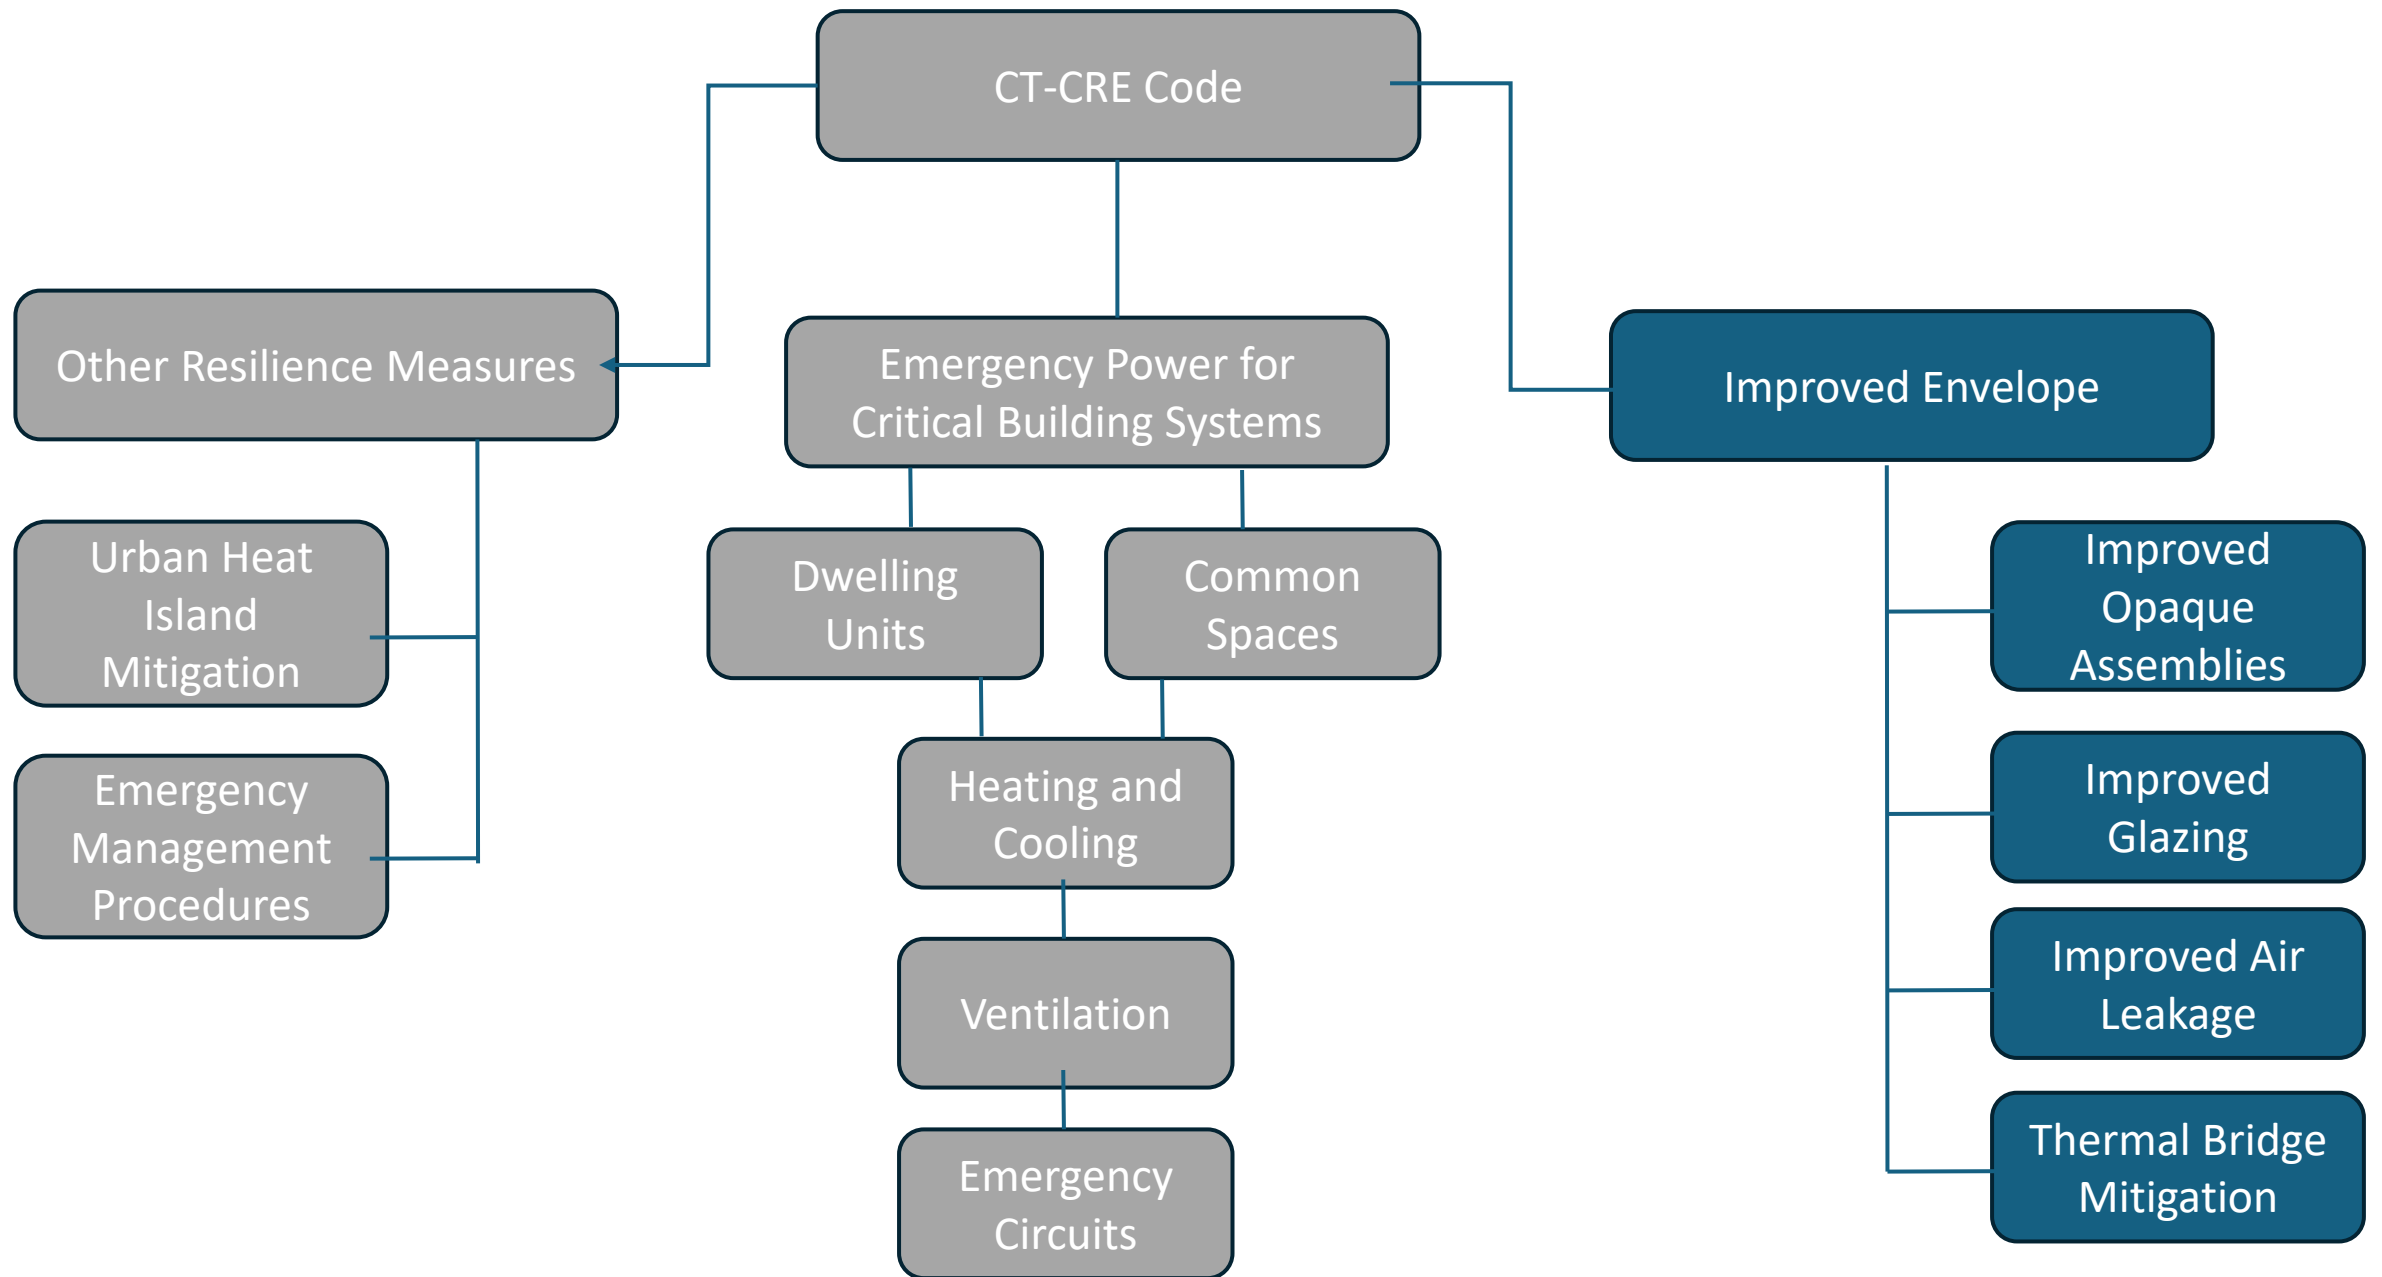 CT-CRE Code
Other Resilience Measures
Urban Heat
Island
Mitigation
Emergency
Management
Procedures
Emergency Power for
Critical Building Systems
Dwelling
Units
Common
Spaces
Heating and
Cooling
Ventilation
Emergency
Circuits
Improved Envelope
Improved
Opaque
Assemblies
Improved
Glazing
Improved Air
Leakage
Thermal Bridge
Mitigation